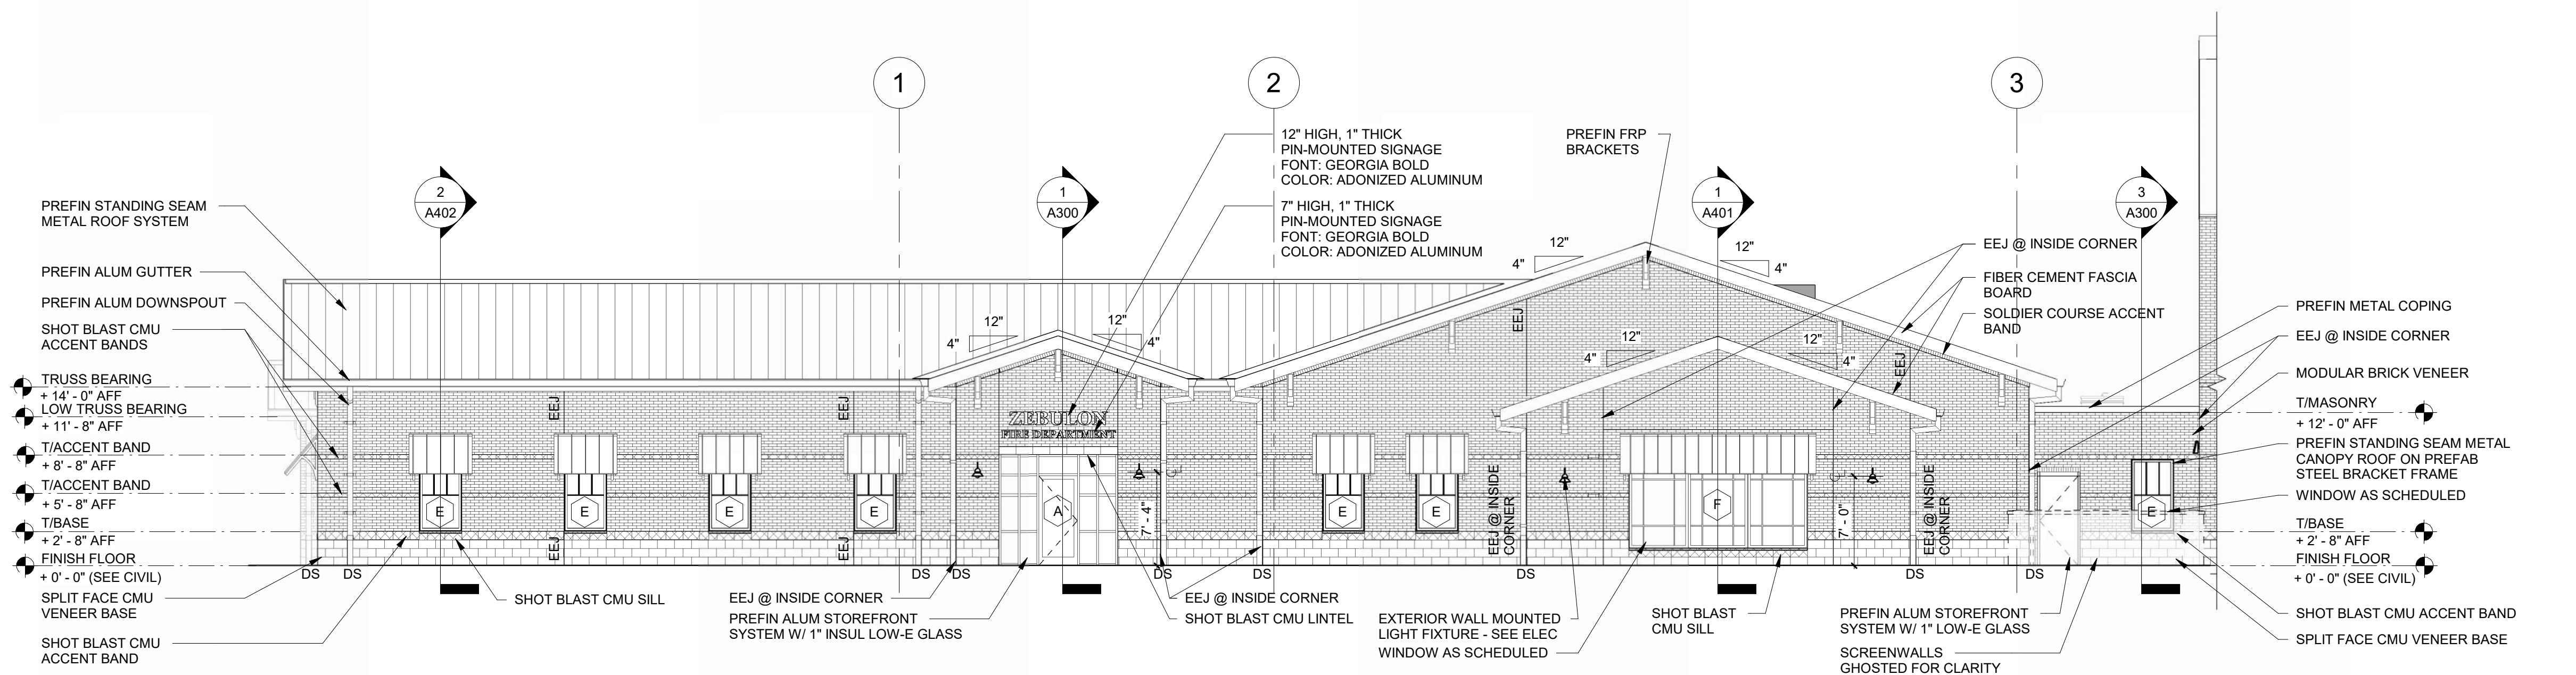 1
2
3
12" HIGH, 1" THICK
PIN-MOUNTED SIGNAGE
FONT: GEORGIA BOLD
COLOR: ADONIZED ALUMINUM
7" HIGH, 1" THICK
PIN-MOUNTED SIGNAGE
FONT: GEORGIA BOLD
COLOR: ADONIZED ALUMINUM
PREFIN FRP
BRACKETS
2
A402
1
A300
1
A401
3
A300
PREFIN STANDING SEAM
METAL ROOF SYSTEM
PREFIN ALUM GUTTER
PREFIN ALUM DOWNSPOUT
SHOT BLAST CMU
ACCENT BANDS
TRUSS BEARING
+ 14' - 0" AFF
LOW TRUSS BEARING
+ 11' - 8" AFF
T/ACCENT BAND
+ 8' - 8" AFF
T/ACCENT BAND
+ 5' - 8" AFF
T/BASE
+ 2' - 8" AFF
FINISH FLOOR
+ 0' - 0" (SEE CIVIL)
SPLIT FACE CMU
VENEER BASE
SHOT BLAST CMU
ACCENT BAND
12"
4"
12"
4"
12"
4"
12"
4"
12"
4"
12"
4"
EEJ
EEJ
EEJ
EEJ
EEJ
EEJ
ZEBULON
FIRE DEPARTMENT
E
E
E
E
A
E
E
F
E
7' - 4"
7' - 0"
EEJ @ INSIDE
CORNER
EEJ @ INSIDE
CORNER
DS
DS
DS
DS
DS
DS
DS
DS
DS
SHOT BLAST CMU SILL
EEJ @ INSIDE CORNER
PREFIN ALUM STOREFRONT
SYSTEM W/ 1" INSUL LOW-E GLASS
EEJ @ INSIDE CORNER
SHOT BLAST CMU LINTEL
EXTERIOR WALL MOUNTED
LIGHT FIXTURE - SEE ELEC
WINDOW AS SCHEDULED
SHOT BLAST
CMU SILL
PREFIN ALUM STOREFRONT
SYSTEM W/ 1" LOW-E GLASS
SCREENWALLS
GHOSTED FOR CLARITY
EEJ @ INSIDE CORNER
FIBER CEMENT FASCIA
BOARD
SOLDIER COURSE ACCENT
BAND
PREFIN METAL COPING
EEJ @ INSIDE CORNER
MODULAR BRICK VENEER
T/MASONRY
+ 12' - 0" AFF
PREFIN STANDING SEAM METAL
CANOPY ROOF ON PREFAB
STEEL BRACKET FRAME
WINDOW AS SCHEDULED
T/BASE
+ 2' - 8" AFF
FINISH FLOOR
+ 0' - 0" (SEE CIVIL)
SHOT BLAST CMU ACCENT BAND
SPLIT FACE CMU VENEER BASE